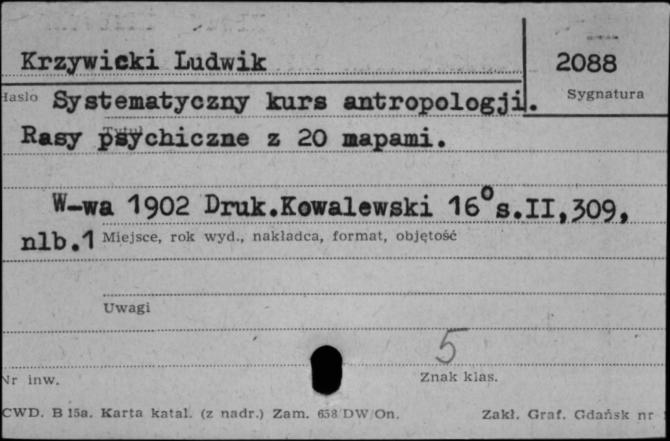 Krzywicki Ludwik
2088
Hasło
Sygnatura
Systematyczny kurs antropologji.
Tytuł
Rasy psychiczne z 20 mapami.
W-wa 1902 Druk.Kowalewski 16° s.II,309,
nlb.1
Miejsce, rok wyd., nakładca, format, objętość
Uwagi
5
Nr inw.
Znak klas.
CWD. B 15a. Karta katal. (z nadr.) Zam. 658/DW/On.
Zakł. Graf. Gdańsk nr